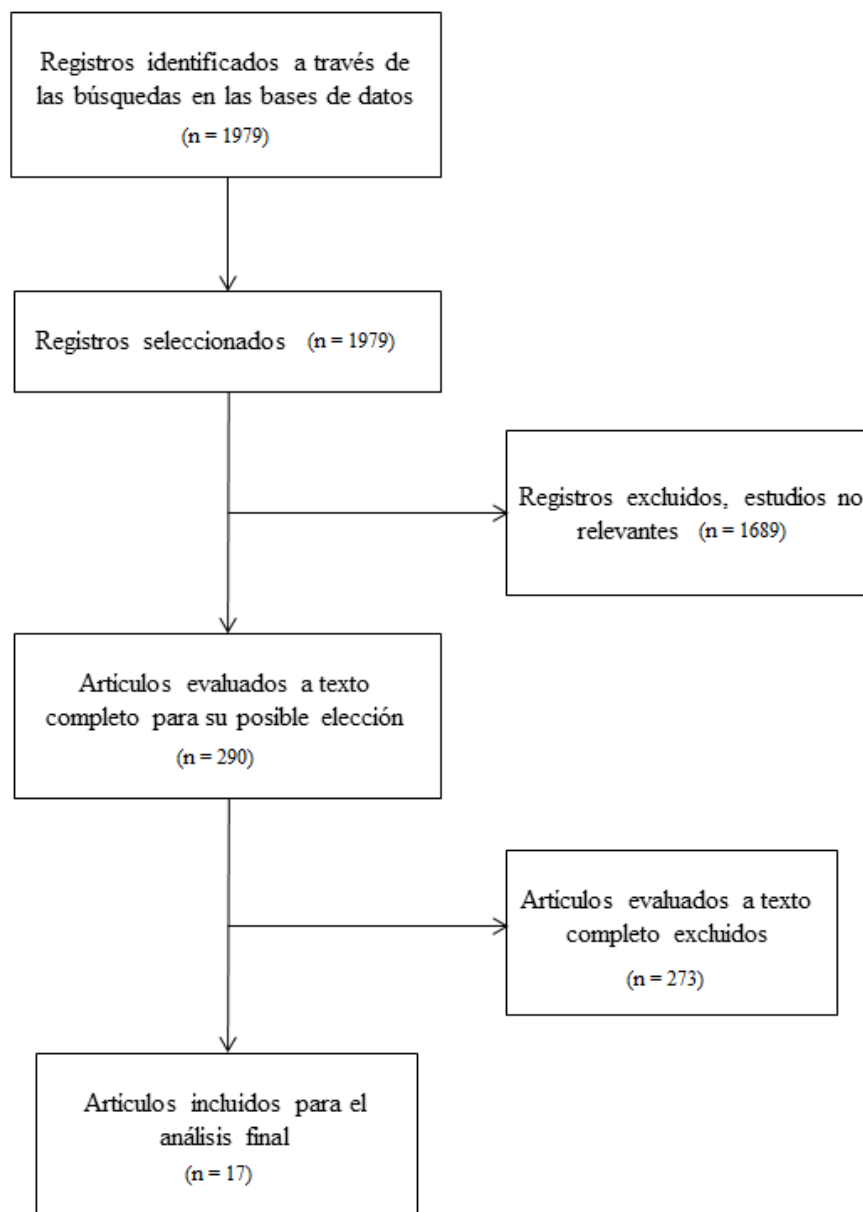 Registros identificados a través de
las búsquedas en las bases de datos
(n = 1979)
Registros seleccionados (n = 1979)
Registros excluidos, estudios no
relevantes (n = 1689)
Artículos evaluados a texto
completo para su posible elección
(n = 290)
Artículos evaluados a texto
completo excluidos
(n = 273)
Artículos incluidos para el
análisis final
(n = 17)